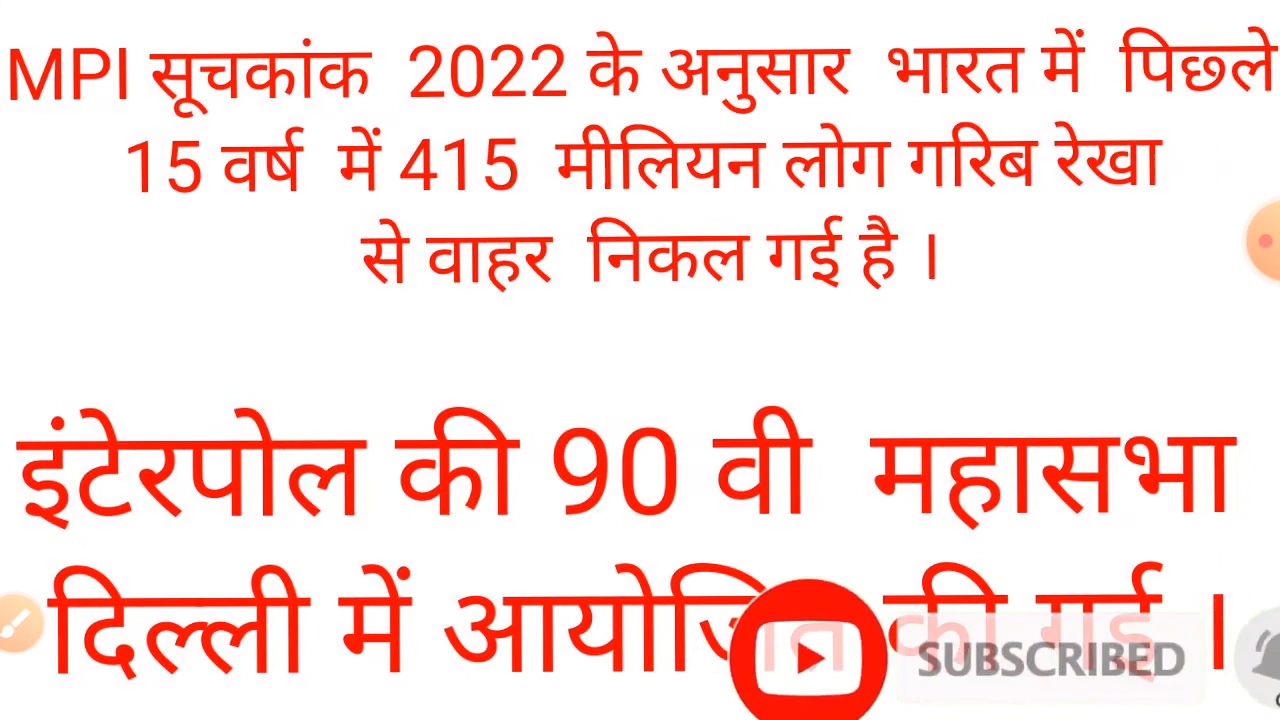 MPI सूचकांक 2022 के अनुसार भारत में पिछ्ले
15 वर्ष में 415 मीलियन लोग गरिब रेखा
से वाहर निकल गई है ।
इंटेरपोल की 90 वी महासभा
दिल्ली में आयोजित की गई ।
SUBSCRIBED